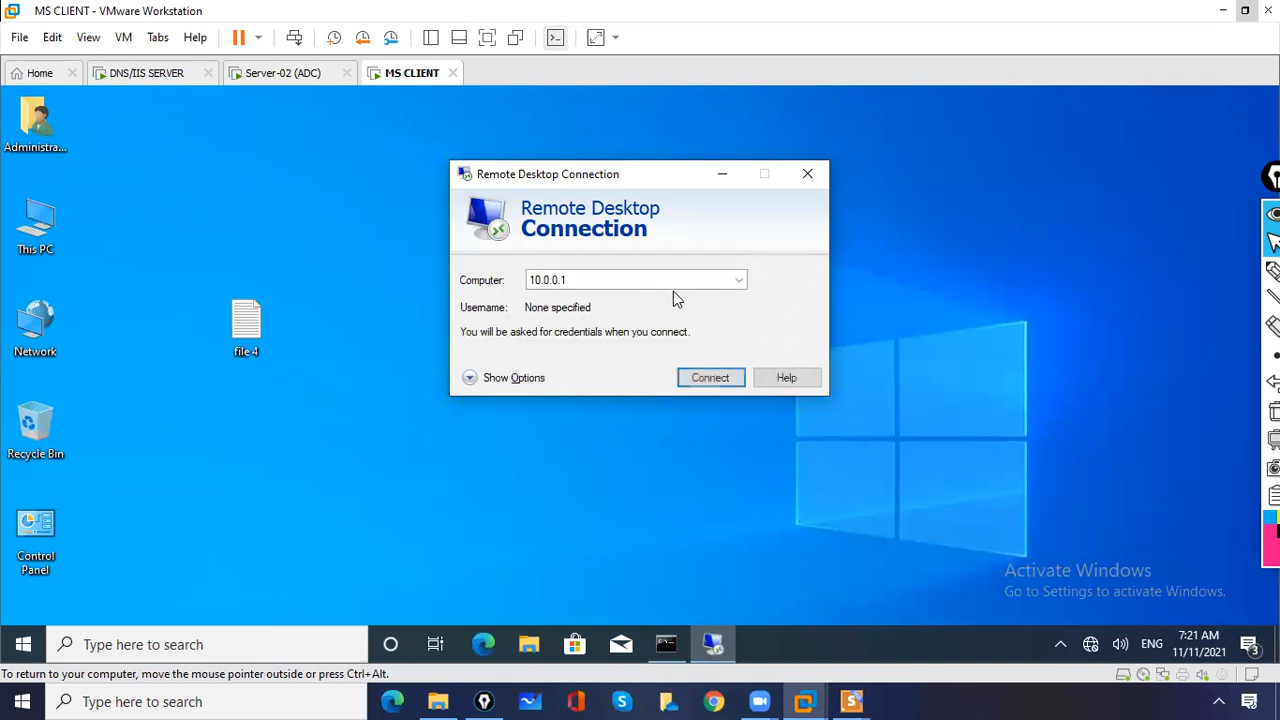 MS CLIENT - VMware Workstation
File Edit View VM Tabs Help
Home DNS/IIS SERVER Server-02 (ADC) MS CLIENT
Administra...
This PC
Network
file 4
Recycle Bin
Control
Panel
Remote Desktop Connection
Remote Desktop
Connection
Computer: 10.0.0.1
Username: None specified
You will be asked for credentials when you connect.
Show Options Connect Help
Activate Windows
Go to Settings to activate Windows.
Type here to search ENG 7:21 AM
11/11/2021 3
To return to your computer, move the mouse pointer outside or press Ctrl+Alt.
Type here to search